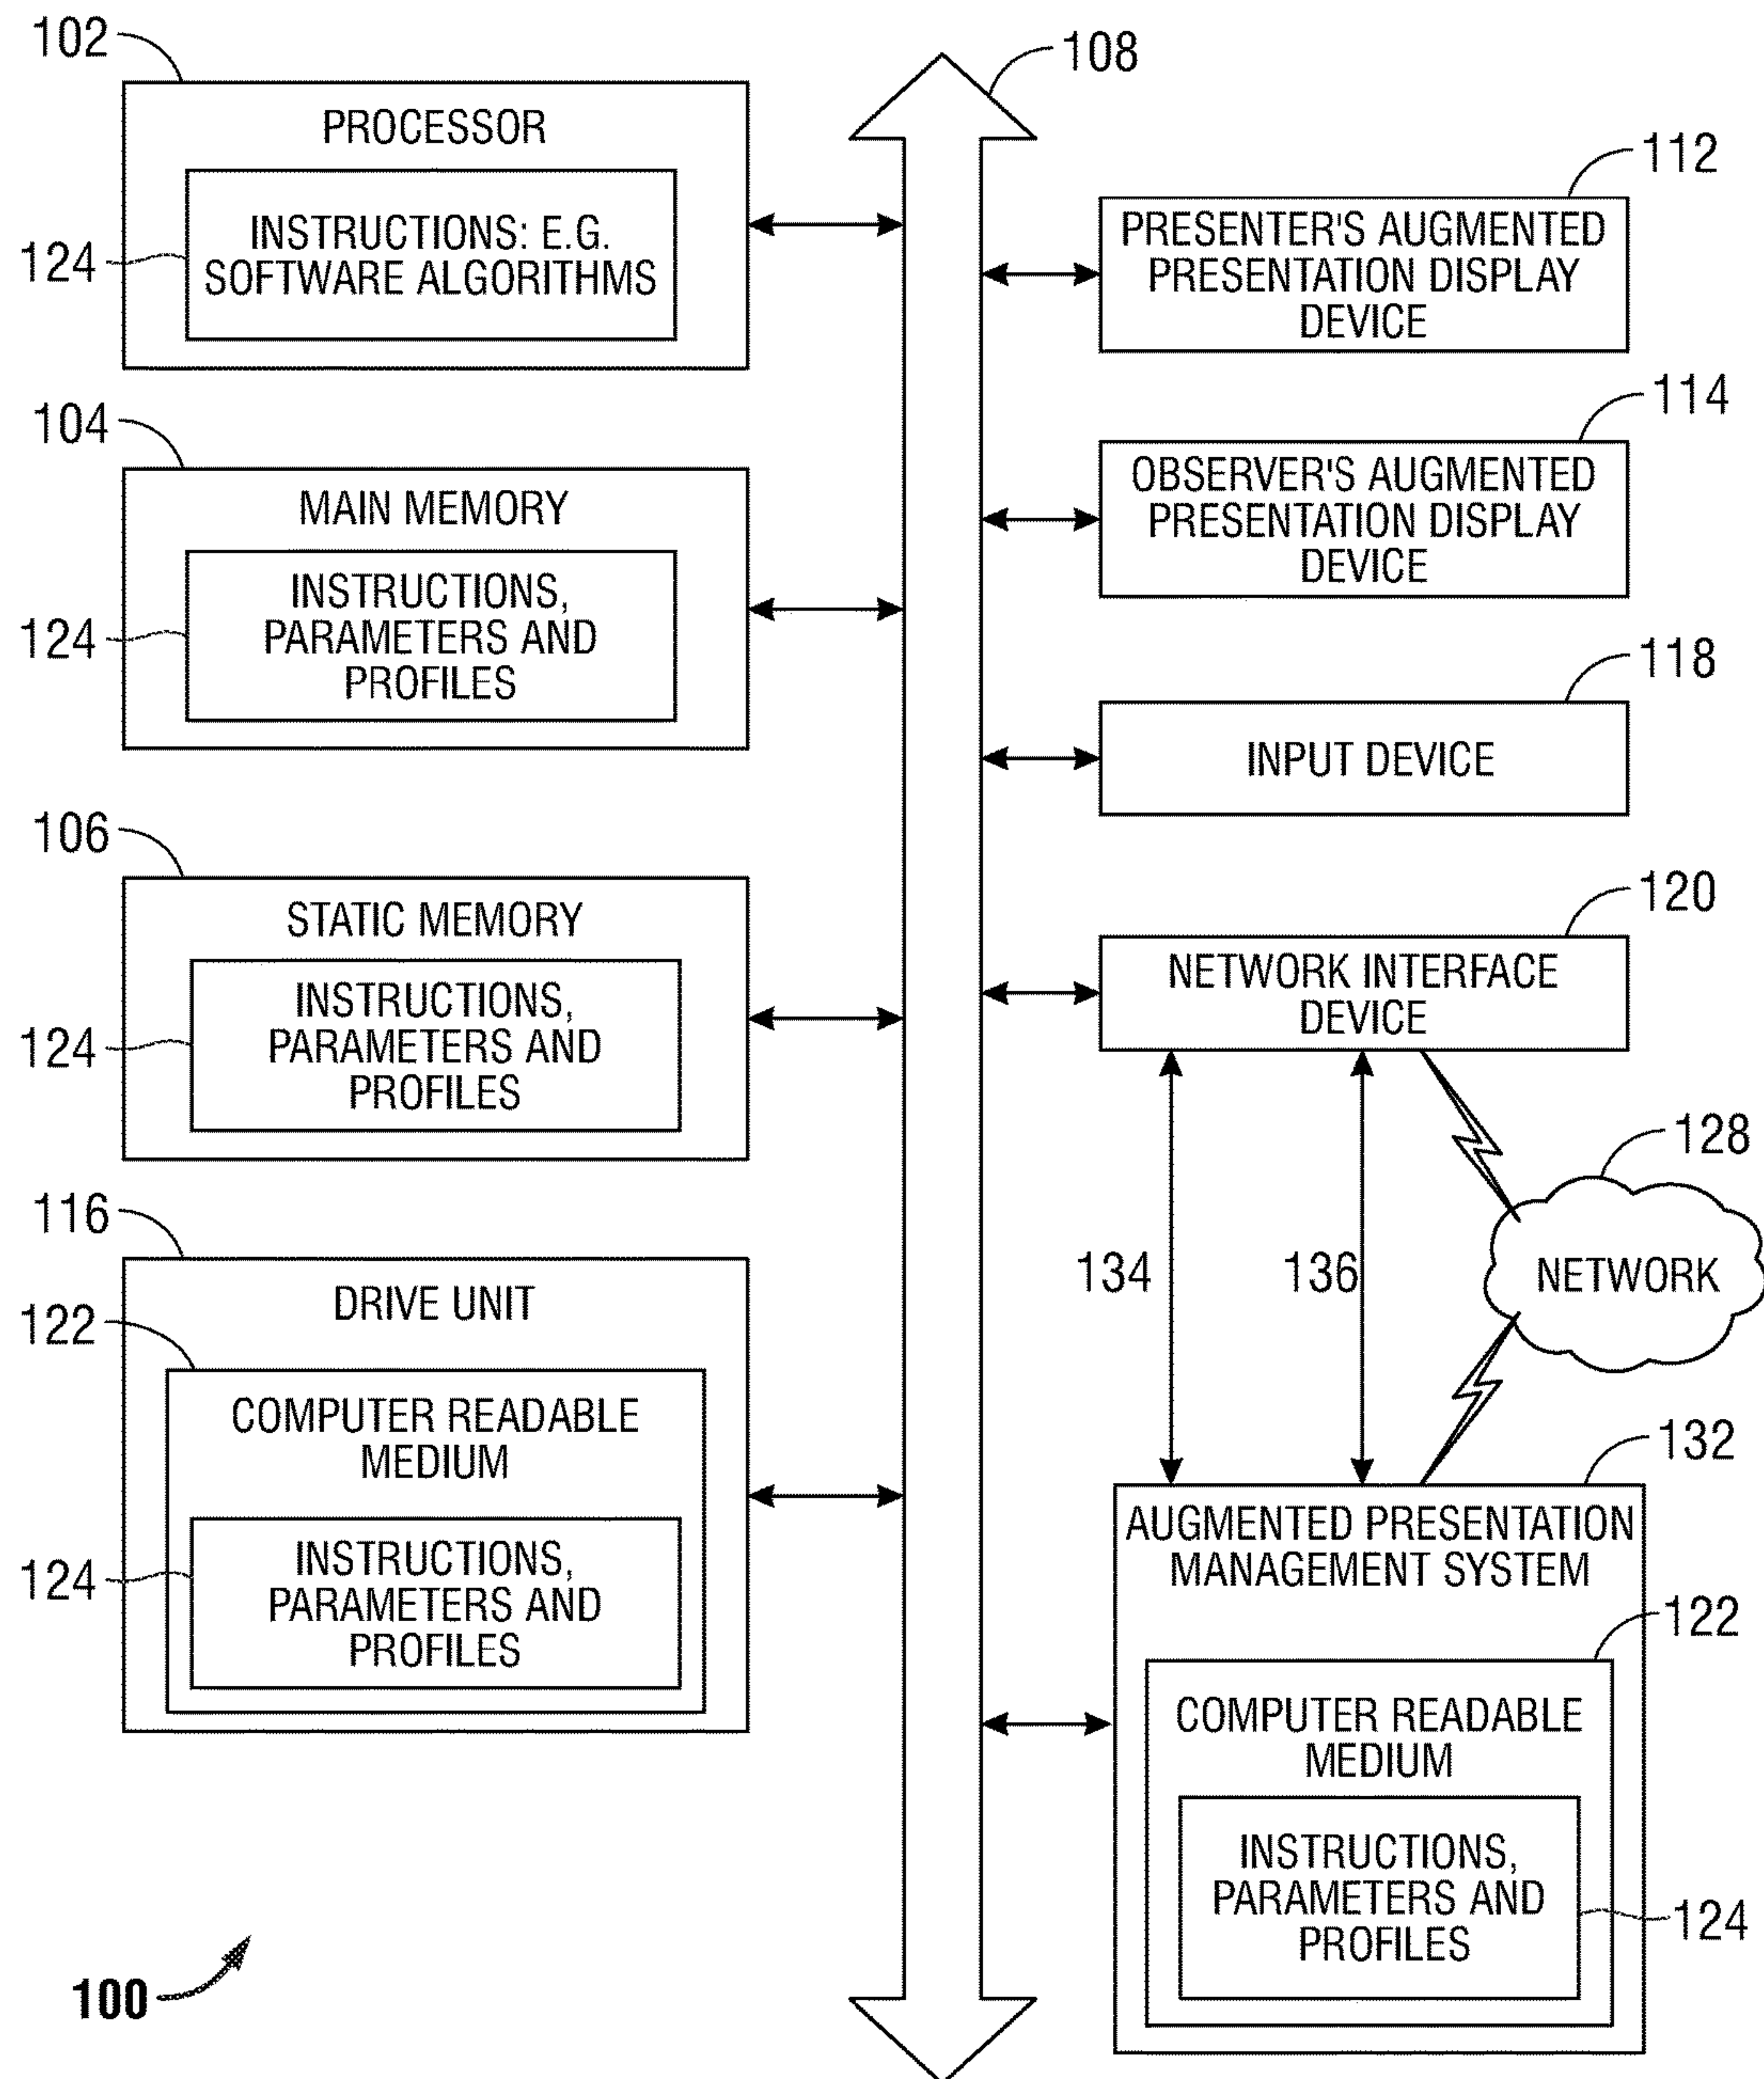 102
PROCESSOR
124
INSTRUCTIONS: E.G.
SOFTWARE ALGORITHMS
104
MAIN MEMORY
124
INSTRUCTIONS,
PARAMETERS AND
PROFILES
106
STATIC MEMORY
124
INSTRUCTIONS,
PARAMETERS AND
PROFILES
116
DRIVE UNIT
122
COMPUTER READABLE
MEDIUM
124
INSTRUCTIONS,
PARAMETERS AND
PROFILES
100
108
112
PRESENTER'S AUGMENTED
PRESENTATION DISPLAY
DEVICE
114
OBSERVER'S AUGMENTED
PRESENTATION DISPLAY
DEVICE
118
INPUT DEVICE
120
NETWORK INTERFACE
DEVICE
134
136
128
NETWORK
132
AUGMENTED PRESENTATION
MANAGEMENT SYSTEM
122
COMPUTER READABLE
MEDIUM
INSTRUCTIONS,
PARAMETERS AND
PROFILES
124